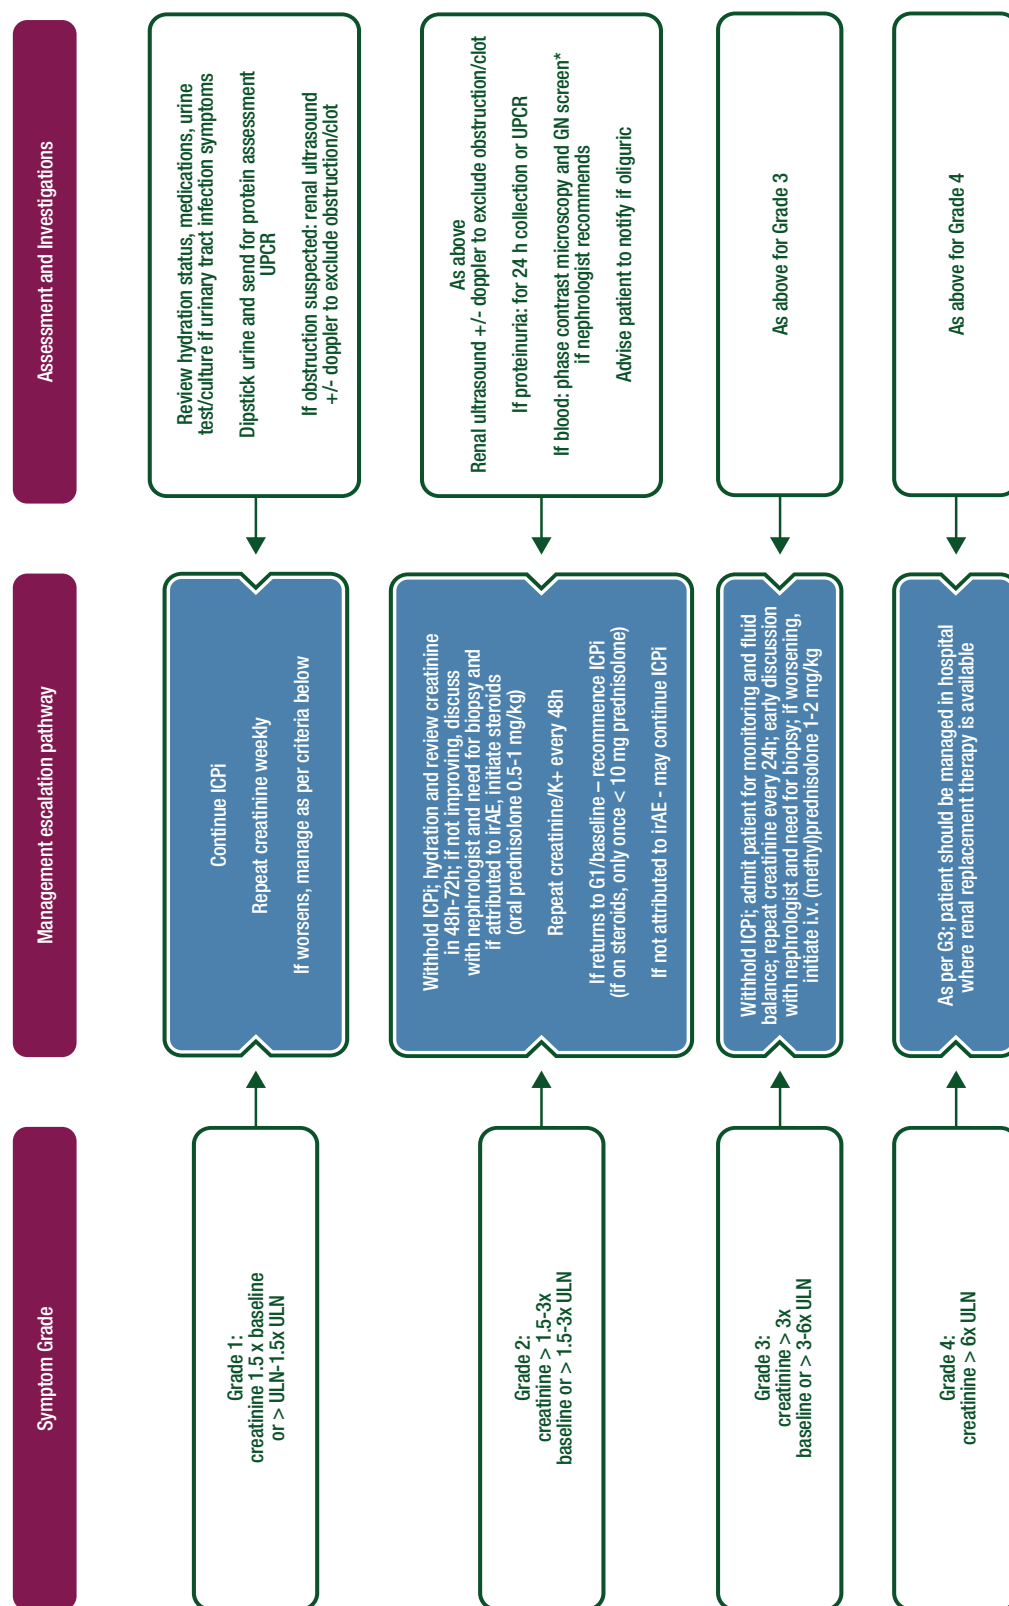 Symptom Grade
Management escalation pathway
Assessment and Investigations
Grade 1:
creatinine 1.5 x baseline
or > ULN-1.5x ULN
Continue ICPi
Repeat creatinine weekly
If worsens, manage as per criteria below
Review hydration status, medications, urine
test/culture if urinary tract infection symptoms
Dipstick urine and send for protein assessment
UPCR
If obstruction suspected: renal ultrasound
+/- doppler to exclude obstruction/clot
Grade 2:
creatinine > 1.5-3x
baseline or > 1.5-3x ULN
Withhold ICPi; hydration and review creatinine
in 48h-72h; if not improving, discuss
with nephrologist and need for biopsy and
if attributed to irAE, initiate steroids
(oral prednisolone 0.5-1 mg/kg)
Repeat creatinine/K+ every 48h
If returns to G1/baseline – recommence ICPi
(if on steroids, only once < 10 mg prednisolone)
If not attributed to irAE - may continue ICPi
As above
Renal ultrasound +/- doppler to exclude obstruction/clot
If proteinuria: for 24 h collection or UPCR
If blood: phase contrast microscopy and GN screen*
if nephrologist recommends
Advise patient to notify if oliguric
Grade 3:
creatinine > 3x
baseline or > 3-6x ULN
Withhold ICPi; admit patient for monitoring and fluid
balance; repeat creatinine every 24h; early discussion
with nephrologist and need for biopsy; if worsening,
initiate i.v. (methyl)prednisolone 1-2 mg/kg
As above for Grade 3
Grade 4:
creatinine > 6x ULN
As per G3; patient should be managed in hospital
where renal replacement therapy is available
As above for Grade 4